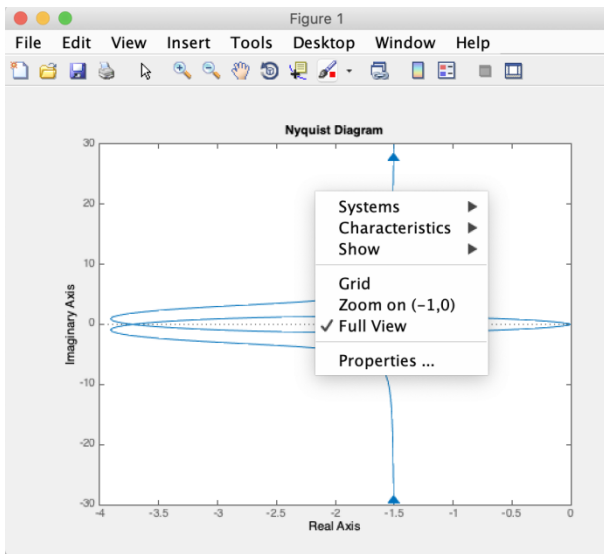 Figure 1
File Edit View Insert Tools Desktop Window Help
Nyquist Diagram
30
20
10
0
-10
-20
-30
Imaginary Axis
Systems
Characteristics
Show
Grid
Zoom on (-1,0)
✓ Full View
Properties ...
-4 -3.5 -3 -2.5 -2 -1.5 -1 -0.5 0
Real Axis